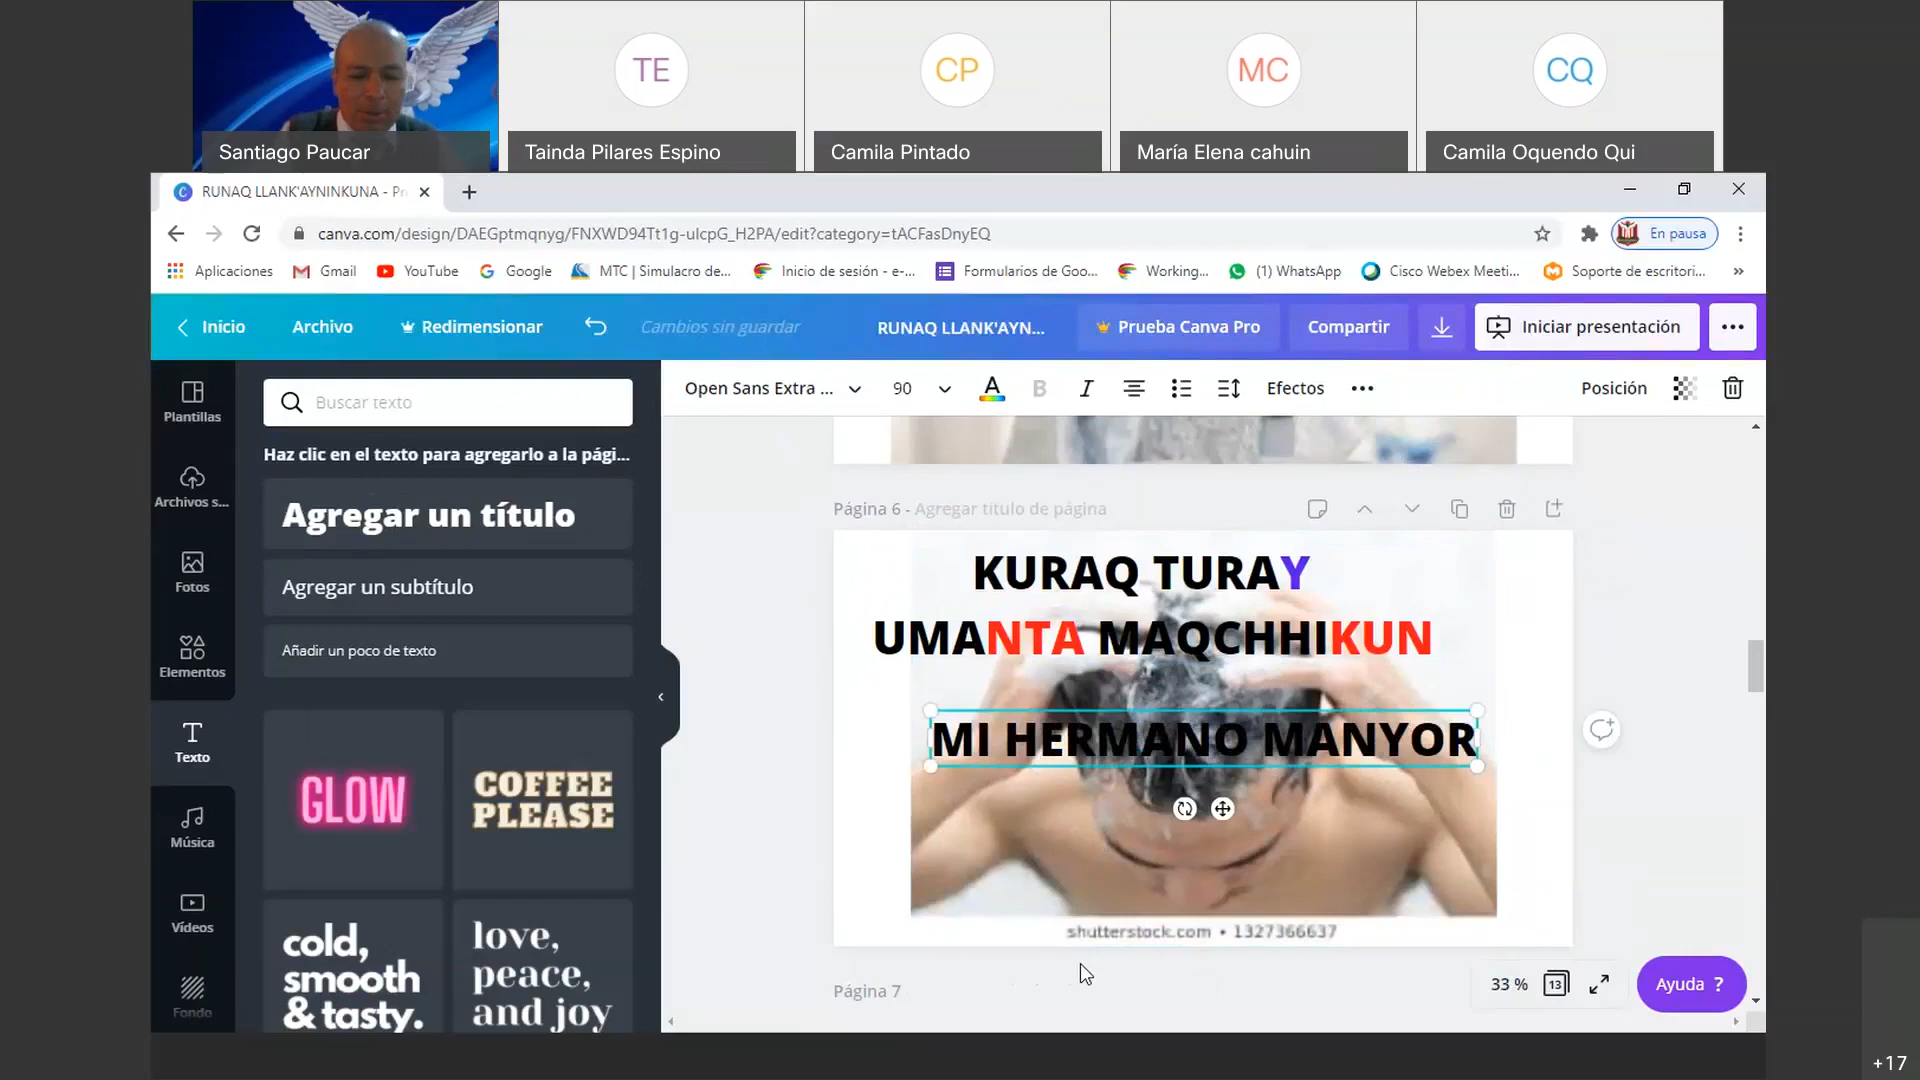 TE
CP
MC
CQ
Santiago Paucar
Tainda Pilares Espino
Camila Pintado
María Elena cahuin
Camila Oquendo Qui
RUNAQ LLANK'AYNINKUNA - Pr
canva.com/design/DAEGptmqnyg/FNXWD94Tt1g-ulcpG_H2PA/edit?category=tACFasDnyEQ
En pausa
Aplicaciones
Gmail
YouTube
Google
MTC | Simulacro de...
Inicio de sesión - e-...
Formularios de Goo...
Working...
(1) WhatsApp
Cisco Webex Meeti...
Soporte de escritori...
»
Inicio
Archivo
Redimensionar
Cambios sin guardar
RUNAQ LLANK'AYN...
Prueba Canva Pro
Compartir
Iniciar presentación
Open Sans Extra ...
90
A
B
I
Efectos
Posición
Plantillas
Archivos s...
Fotos
Elementos
Texto
Música
Vídeos
Fondo
Buscar texto
Haz clic en el texto para agregarlo a la pági...
Agregar un título
Agregar un subtítulo
Añadir un poco de texto
GLOW
COFFEE
PLEASE
cold,
smooth
& tasty.
love,
peace,
and joy
Página 6 - Agregar título de página
KURAQ TURAY
UMANTA MAQCHHIKUN
MI HERMANO MANYOR
shutterstock.com • 1327366637
Página 7
33 %
13
Ayuda ?
+17